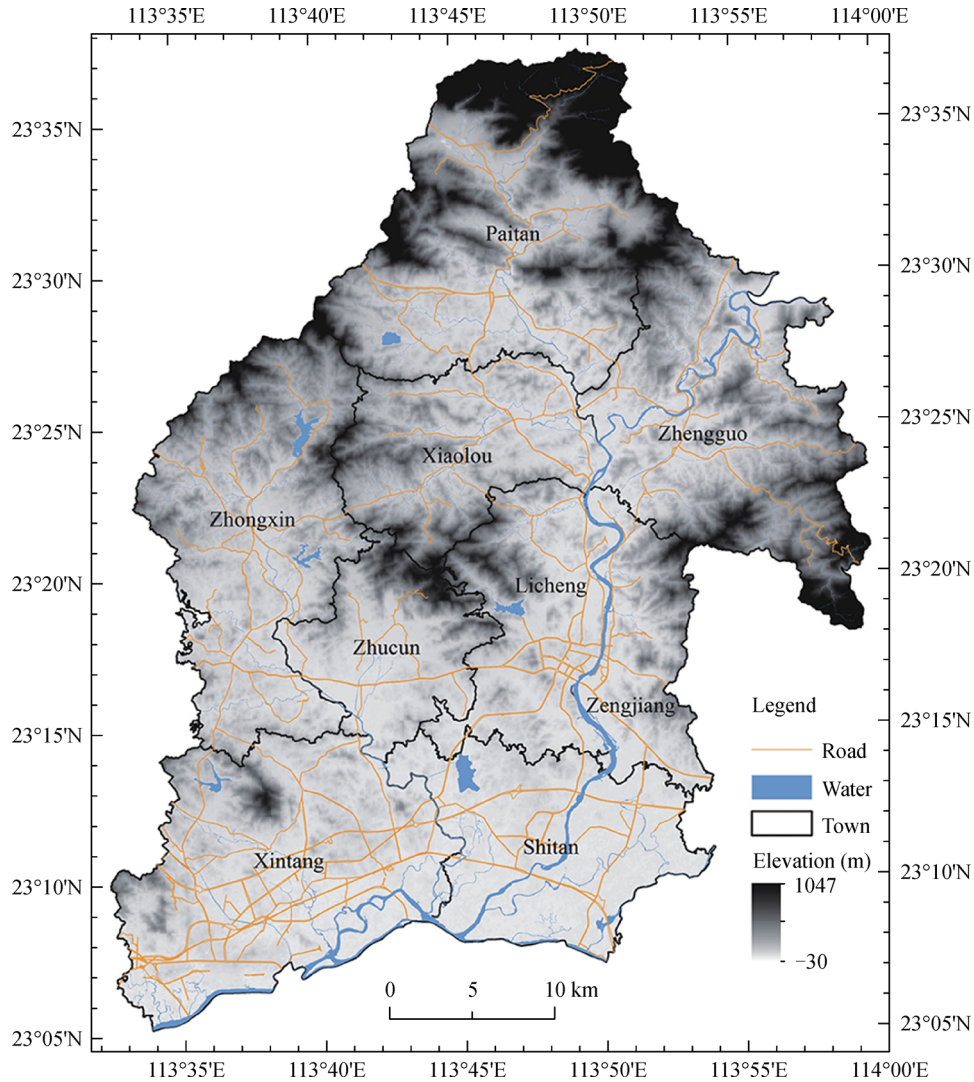 113°35'E 113°40'E 113°45'E 113°50'E 113°55'E 114°00'E
23°35'N 23°35'N
Paitan
23°30'N 23°30'N
23°25'N Zhengguo 23°25'N
Xiaolou
Zhongxin
23°20'N Licheng 23°20'N
Zhucun
Zengjiang
Legend
23°15'N 23°15'N
Road
Water
Town
Shitan
Xintang
Elevation (m)
1047
−30
23°10'N 23°10'N
0 5 10 km
23°05'N 23°05'N
113°35'E 113°40'E 113°45'E 113°50'E 113°55'E 114°00'E